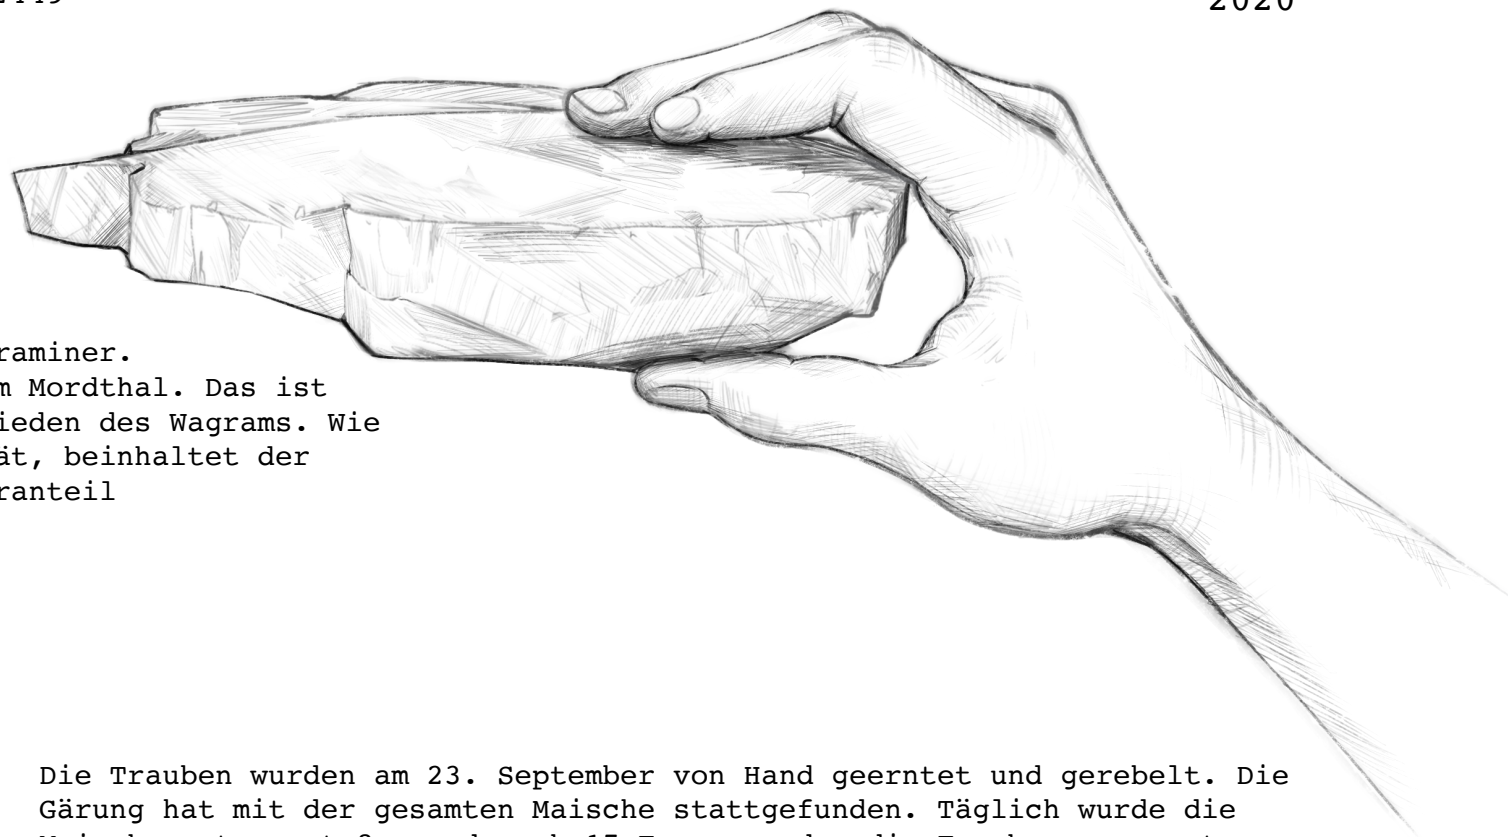 2020
raminer.
m Mordthal. Das ist
ieden des Wagrams. Wie
ät, beinhaltet der
ranteil
Die Trauben wurden am 23. September von Hand geerntet und gerebelt. Die
Gärung hat mit der gesamten Maische stattgefunden. Täglich wurde die